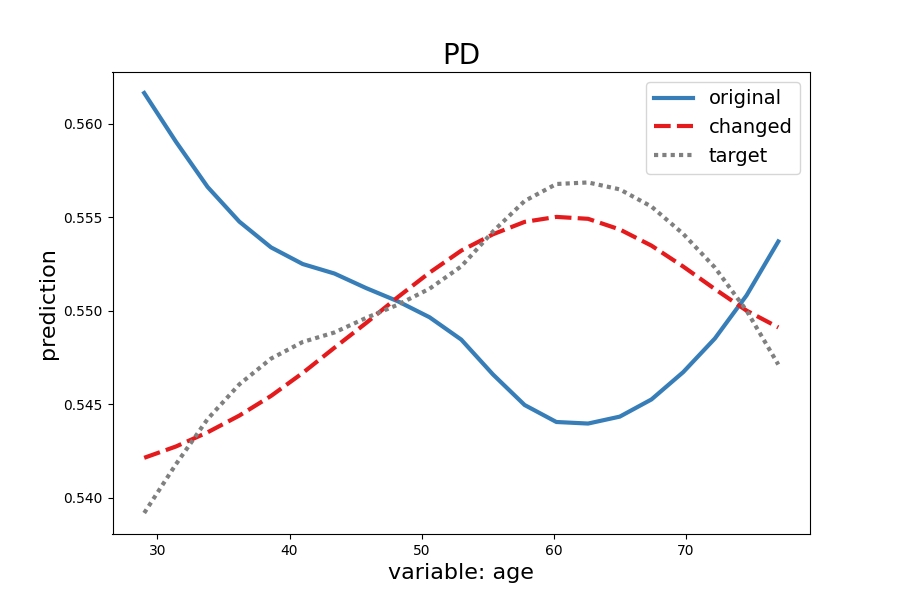 PD
original
changed
target
prediction
0.560
0.555
0.550
0.545
0.540
30 40 50 60 70
variable: age